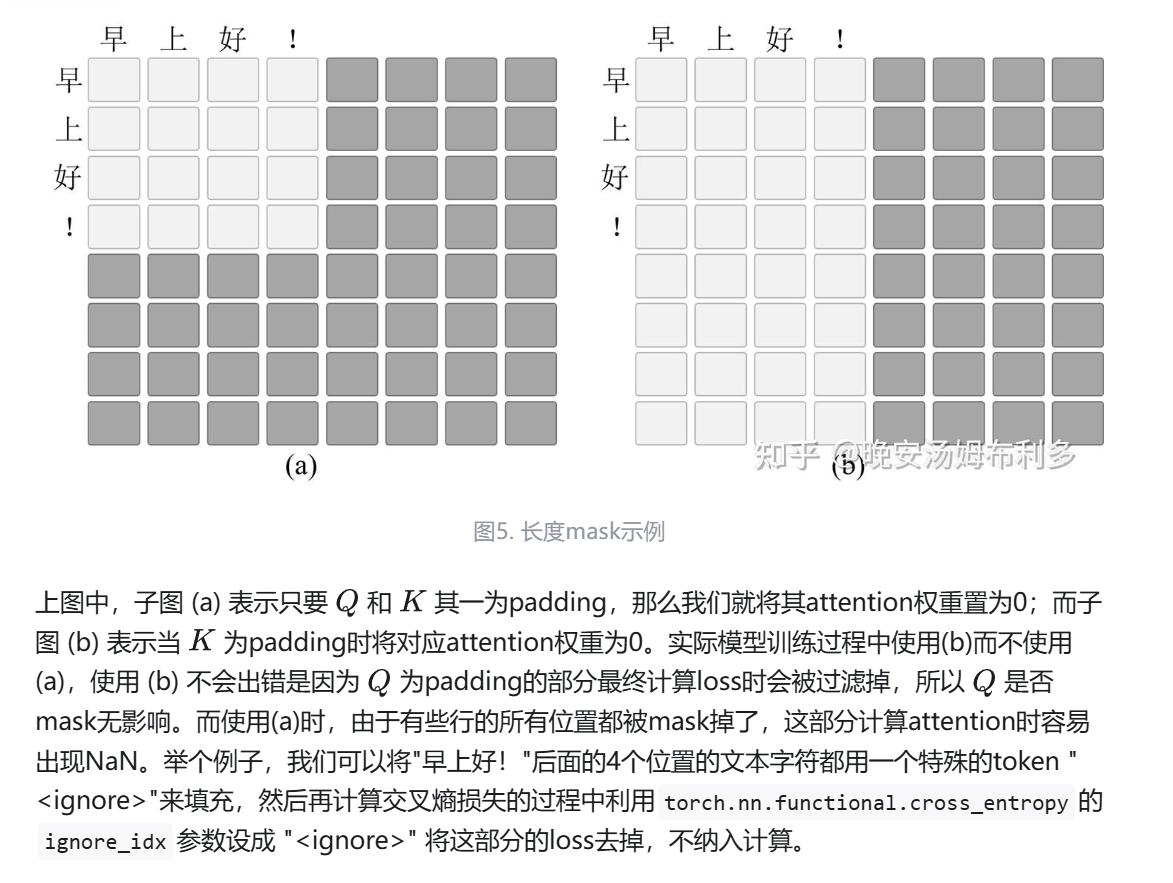 早 上 好 ! 早 上 好 !
早 早
上 上
好 好
! !
(a) (b)
知乎 @晚安汤姆布利多
图5. 长度mask示例
上图中，子图 (a) 表示只要 Q 和 K 其一为padding，那么我们就将其attention权重置为0；而子
图 (b) 表示当 K 为padding时将对应attention权重为0。实际模型训练过程中使用(b)而不使用
(a)，使用 (b) 不会出错是因为 Q 为padding的部分最终计算loss时会被过滤掉，所以 Q 是否
mask无影响。而使用(a)时，由于有些行的所有位置都被mask掉了，这部分计算attention时容易
出现NaN。举个例子，我们可以将"早上好！"后面的4个位置的文本字符都用一个特殊的token "
<ignore>"来填充，然后再计算交叉熵损失的过程中利用 torch.nn.functional.cross_entropy 的
ignore_idx 参数设成 "<ignore>" 将这部分的loss去掉，不纳入计算。